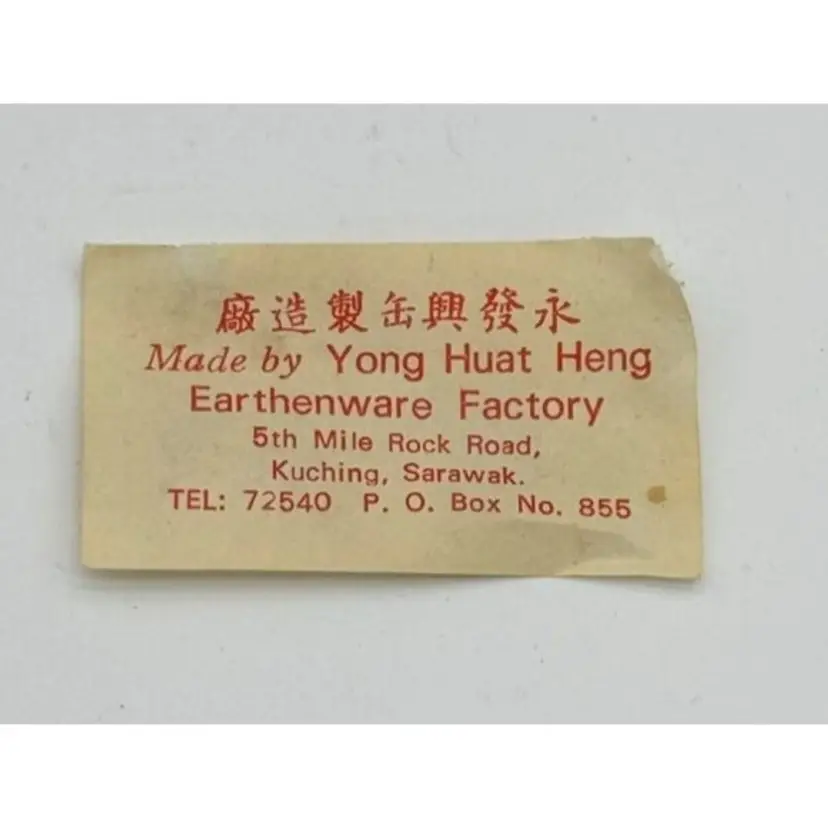 永發興缶製造廠
Made by Yong Huat Heng
Earthenware Factory
5th Mile Rock Road,
Kuching, Sarawak.
TEL: 72540 P. O. Box No. 855